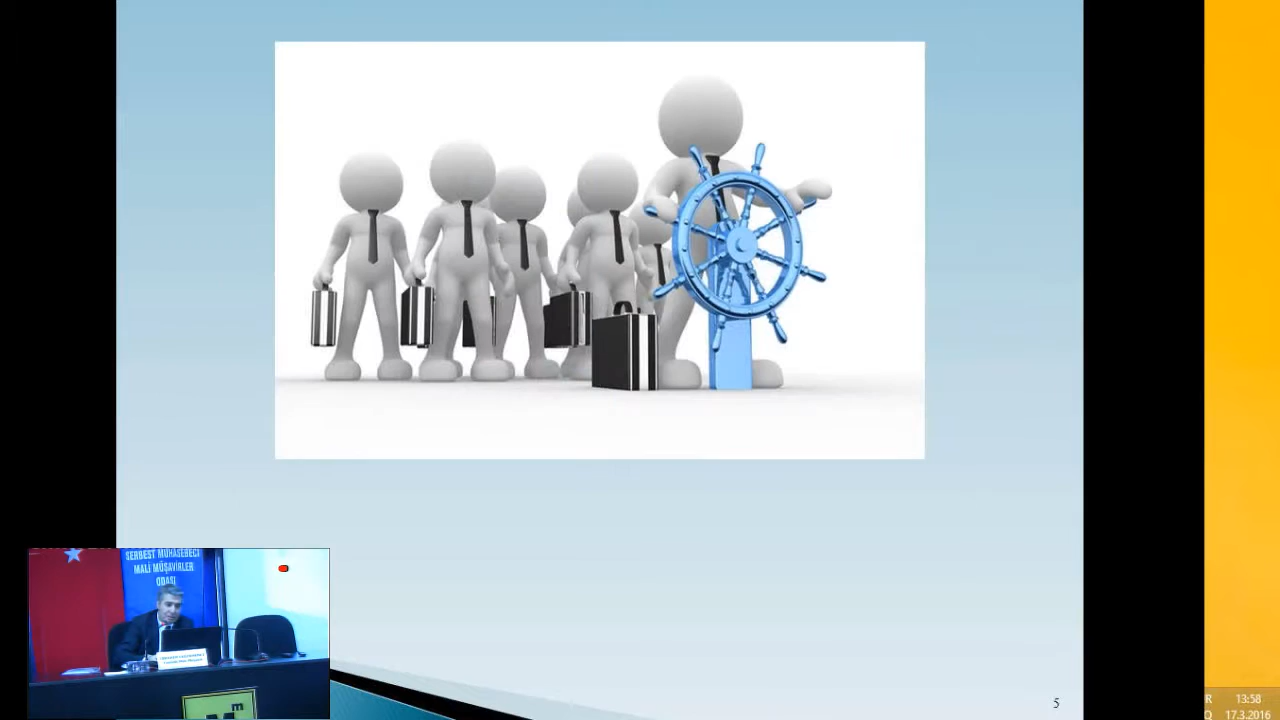 SERBEST MUHASEBECİ
MALİ MÜŞAVİRLER
ODASI
5
R 13:58
Q 17.3.2016